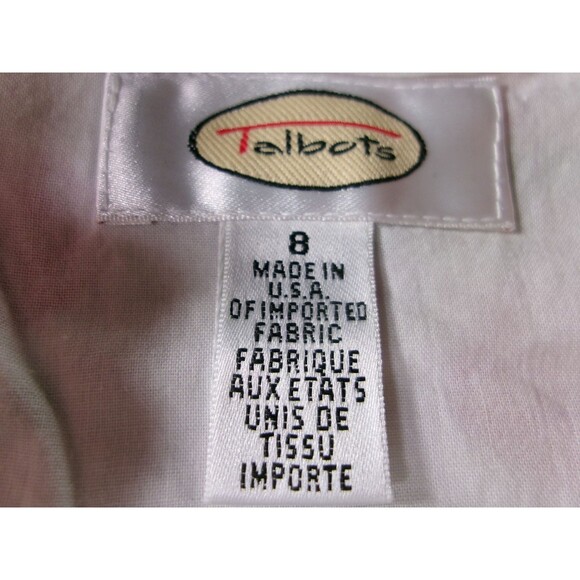 Talbots
8
MADE IN
U.S.A.
OF IMPORTED
FABRIC
FABRIQUE
AUX ETATS
UNIS DE
TISSU
IMPORTE